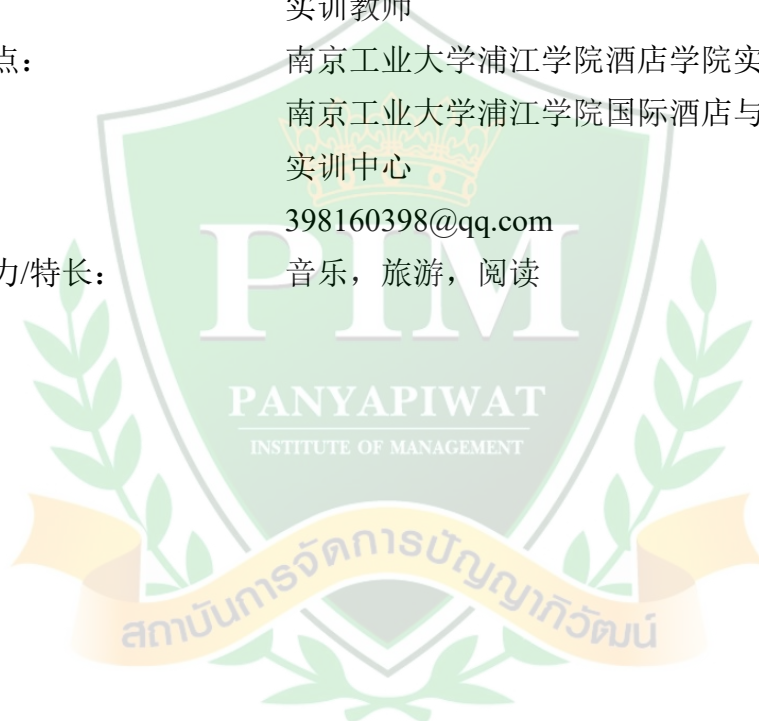 实训教师
点： 南京工业大学浦江学院酒店学院实
南京工业大学浦江学院国际酒店与
实训中心
398160398@qq.com
力/特长： 音乐，旅游，阅读
PIM
PANYAPIWAT
INSTITUTE OF MANAGEMENT
สถาบันการจัดการปัญญาภิวัฒน์